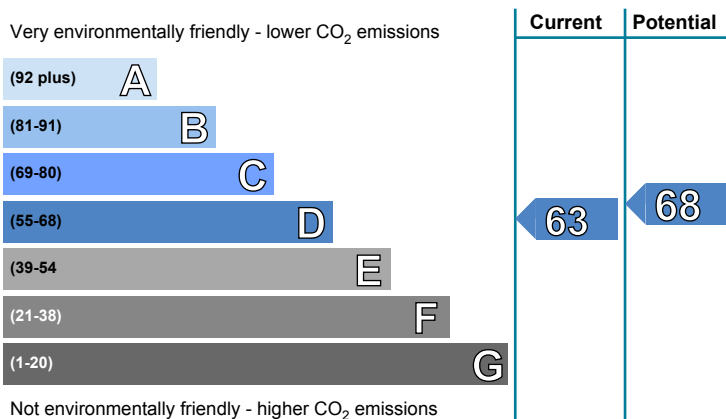 Very environmentally friendly - lower CO2 emissions
Current
Potential
(92 plus) A
(81-91) B
(69-80) C
(55-68) D
(39-54 E
(21-38) F
(1-20) G
63
68
Not environmentally friendly - higher CO2 emissions